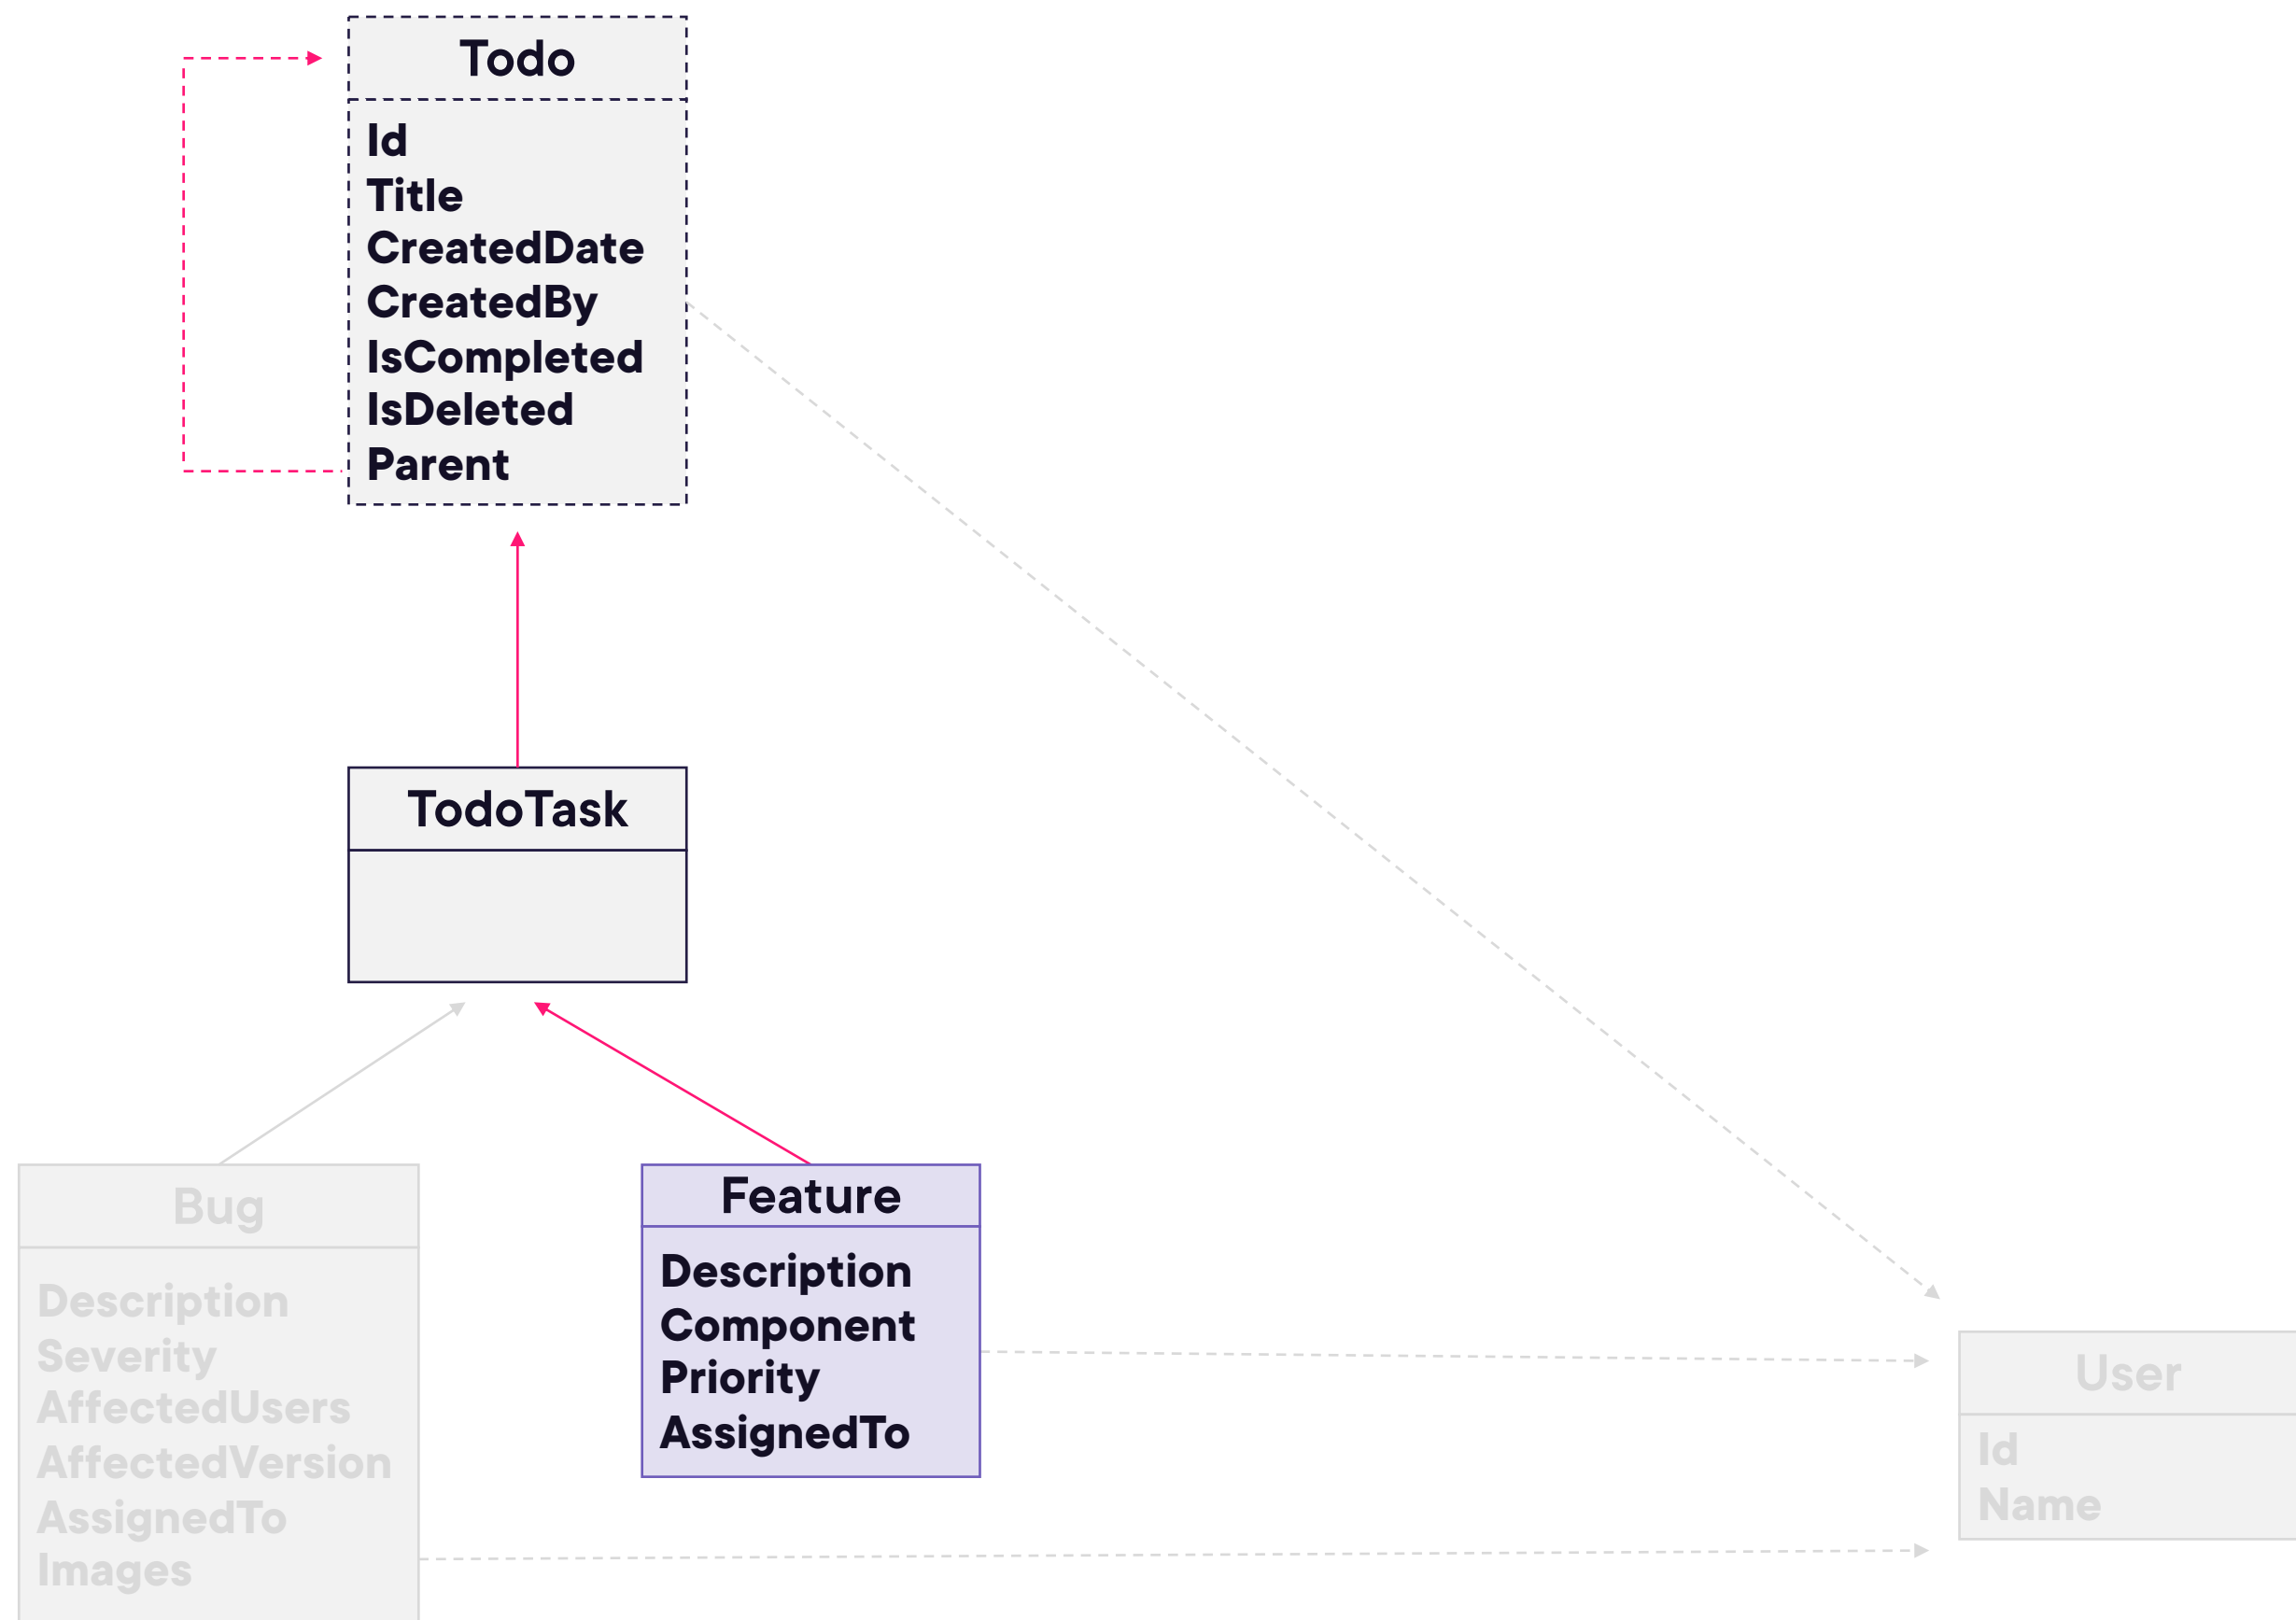 Todo
Id
Title
CreatedDate
CreatedBy
IsCompleted
IsDeleted
Parent
TodoTask
Bug
Description
Severity
AffectedUsers
AffectedVersion
AssignedTo
Images
Feature
Description
Component
Priority
AssignedTo
User
Id
Name